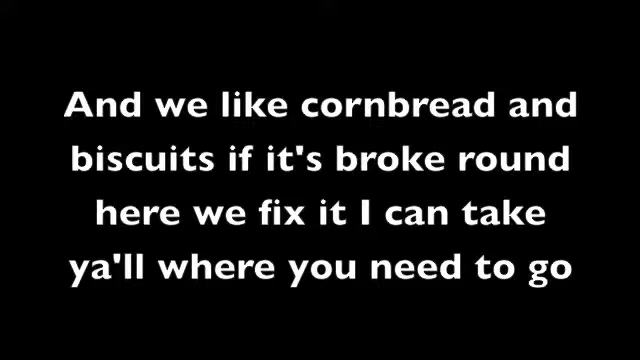 And we like cornbread and
biscuits if it's broke round
here we fix it I can take
ya'll where you need to go